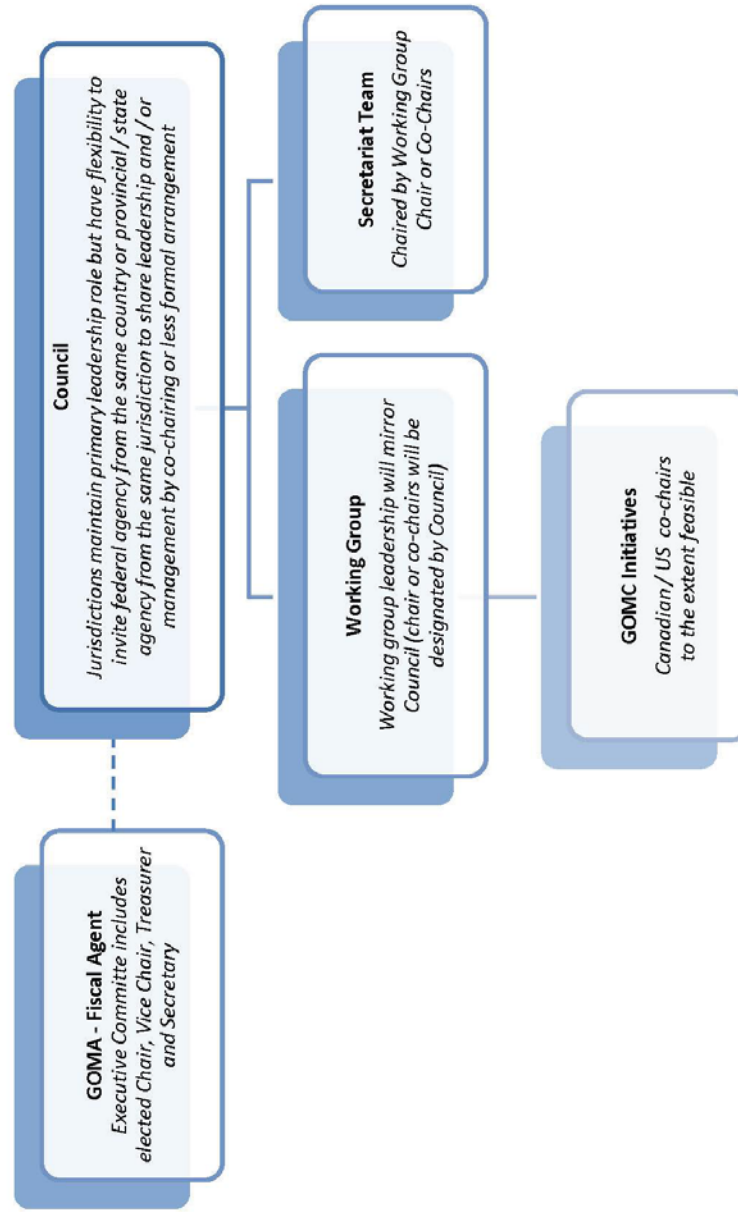 Council
Jurisdictions maintain primary leadership role but have flexibility to
invite federal agency from the same country or provincial / state
agency from the same jurisdiction to share leadership and / or
management by co-chairing or less formal arrangement
GOMA - Fiscal Agent
Executive Committe includes
elected Chair, Vice Chair, Treasurer
and Secretary
Working Group
Working group leadership will mirror
Council (chair or co-chairs will be
designated by Council)
Secretariat Team
Chaired by Working Group
Chair or Co-Chairs
GOMC Initiatives
Canadian / US co-chairs
to the extent feasible